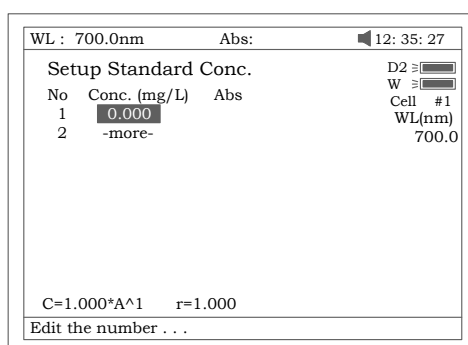 WL : 700.0nm Abs: 12: 35: 27
Setup Standard Conc.
No Conc. (mg/L) Abs
1 0.000
2 -more-
D2
W
Cell #1
WL(nm)
700.0
C=1.000*A^1 r=1.000
Edit the number . . .